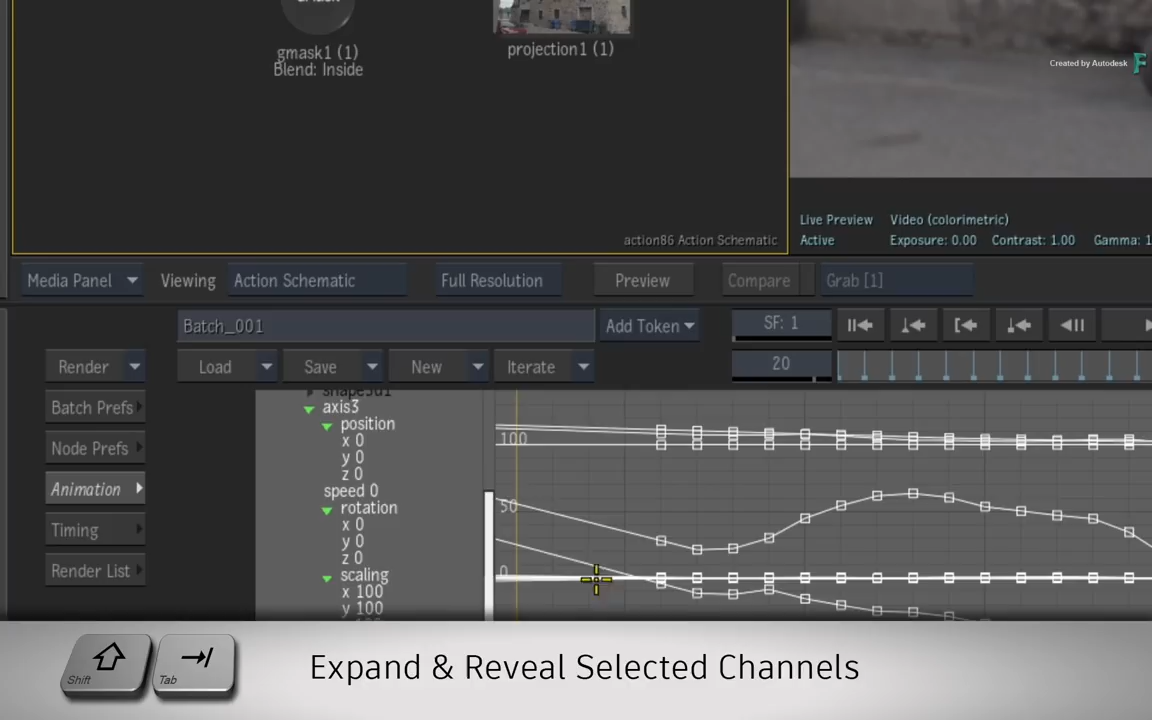 gmask1 (1)
Blend: Inside
projection1 (1)
Created by Autodesk
action86 Action Schematic
Live Preview Video (colorimetric)
Active Exposure: 0.00 Contrast: 1.00 Gamma: 1
Media Panel Viewing Action Schematic Full Resolution Preview Compare Grab [1]
Batch_001 Add Token SF: 1
Render Load Save New Iterate 20
Batch Prefs
Node Prefs
Animation
Timing
Render List
shape3d1
axis3
position
x 0
y 0
z 0
speed 0
rotation
x 0
y 0
z 0
scaling
x 100
y 100
100
50
0
Shift Tab Expand & Reveal Selected Channels